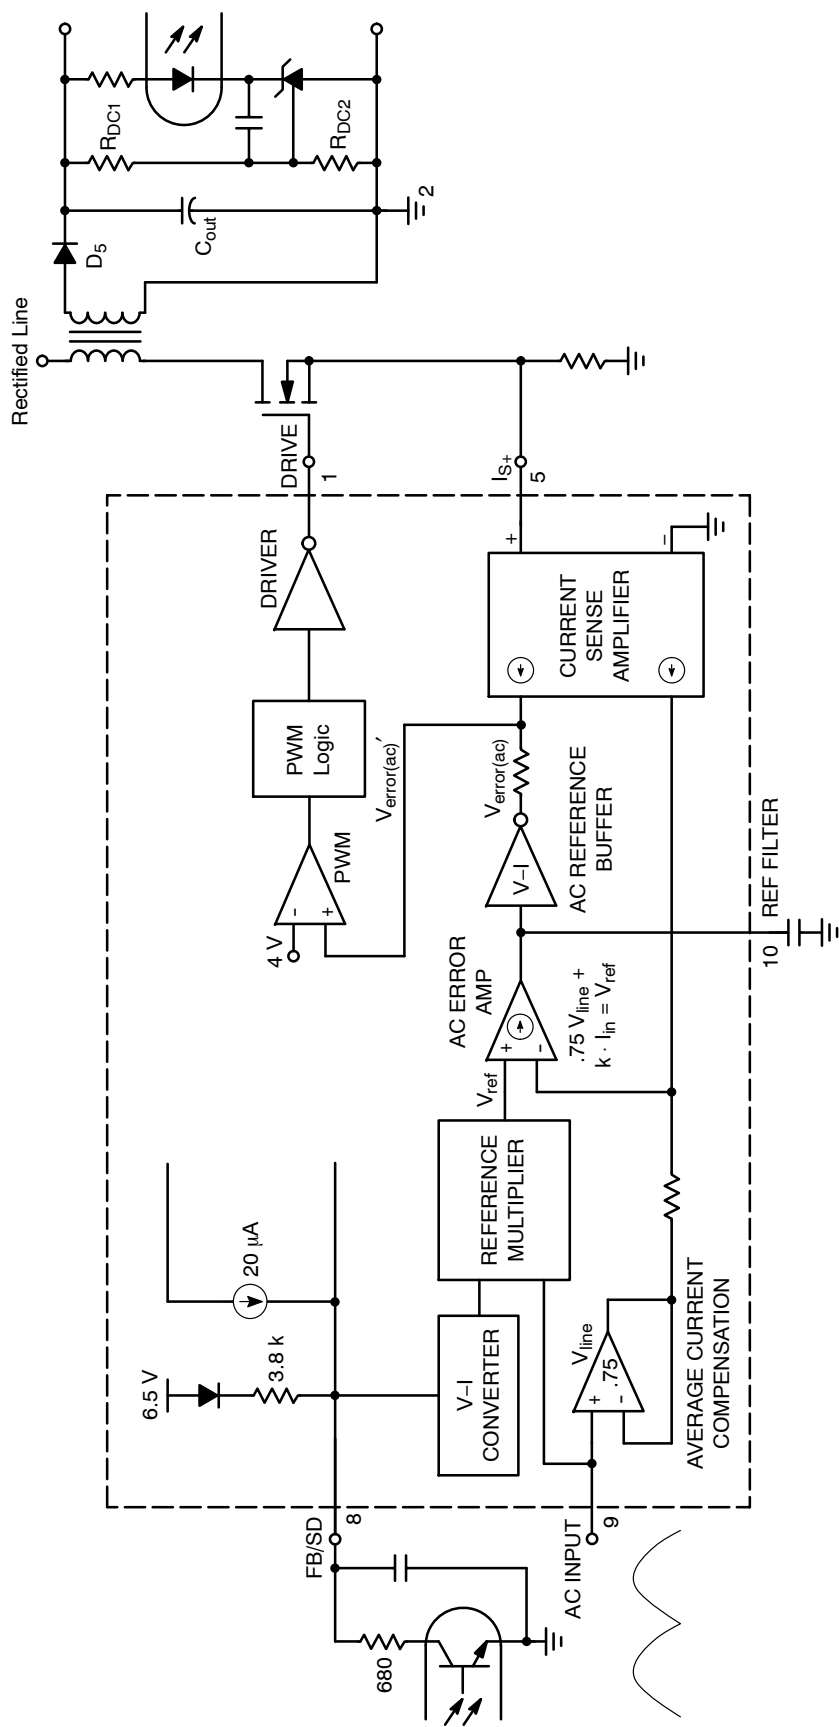 680
FB/SD
8
6.5 V
3.8 k
20 µA
V–I
CONVERTER
AC INPUT
9
REFERENCE
MULTIPLIER
Vline
+
-
.75
AVERAGE CURRENT
COMPENSATION
Vref
AC ERROR
AMP
+
-
.75 Vline +
k · Iin = Vref
4 V
-
+
PWM
PWM
Logic
DRIVER
Verror(ac)′
V–I
Verror(ac)
AC REFERENCE
BUFFER
10
REF FILTER
CURRENT
SENSE
AMPLIFIER
+
-
DRIVE
1
IS+
5
Rectified Line
D5
Cout
2
RDC1
RDC2